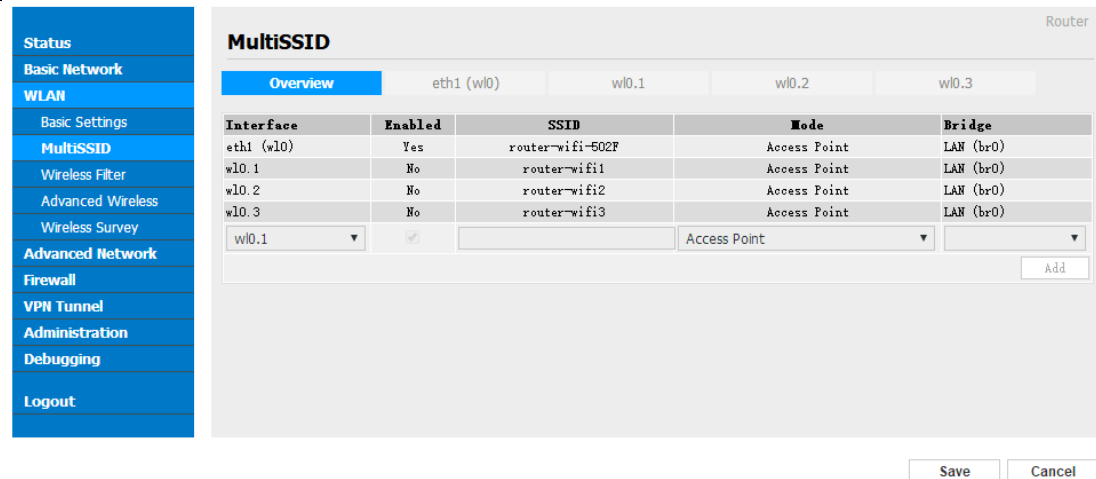 Router
MultiSSID
Status
Basic Network
WLAN
Basic Settings
MultiSSID
Wireless Filter
Advanced Wireless
Wireless Survey
Advanced Network
Firewall
VPN Tunnel
Administration
Debugging
Logout
Overview eth1 (wl0) wl0.1 wl0.2 wl0.3
Interface Enabled SSID Mode Bridge
eth1 (wl0) Yes router-wifi-502F Access Point LAN (br0)
wl0.1 No router-wifi1 Access Point LAN (br0)
wl0.2 No router-wifi2 Access Point LAN (br0)
wl0.3 No router-wifi3 Access Point LAN (br0)
wl0.1 Access Point
Add
Save Cancel